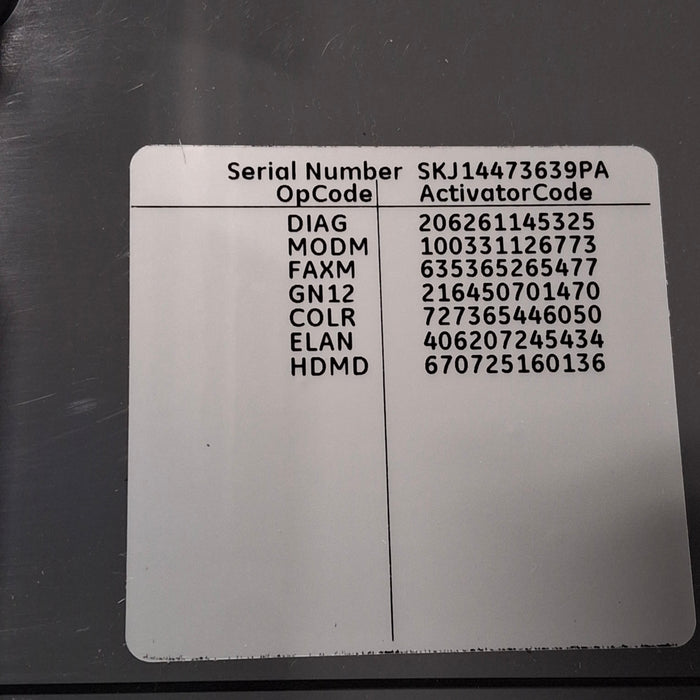 Serial Number SKJ14473639PA
OpCode ActivatorCode
DIAG 206261145325
MODM 100331126773
FAXM 635365265477
GN12 216450701470
COLR 727365446050
ELAN 406207245434
HDMD 670725160136